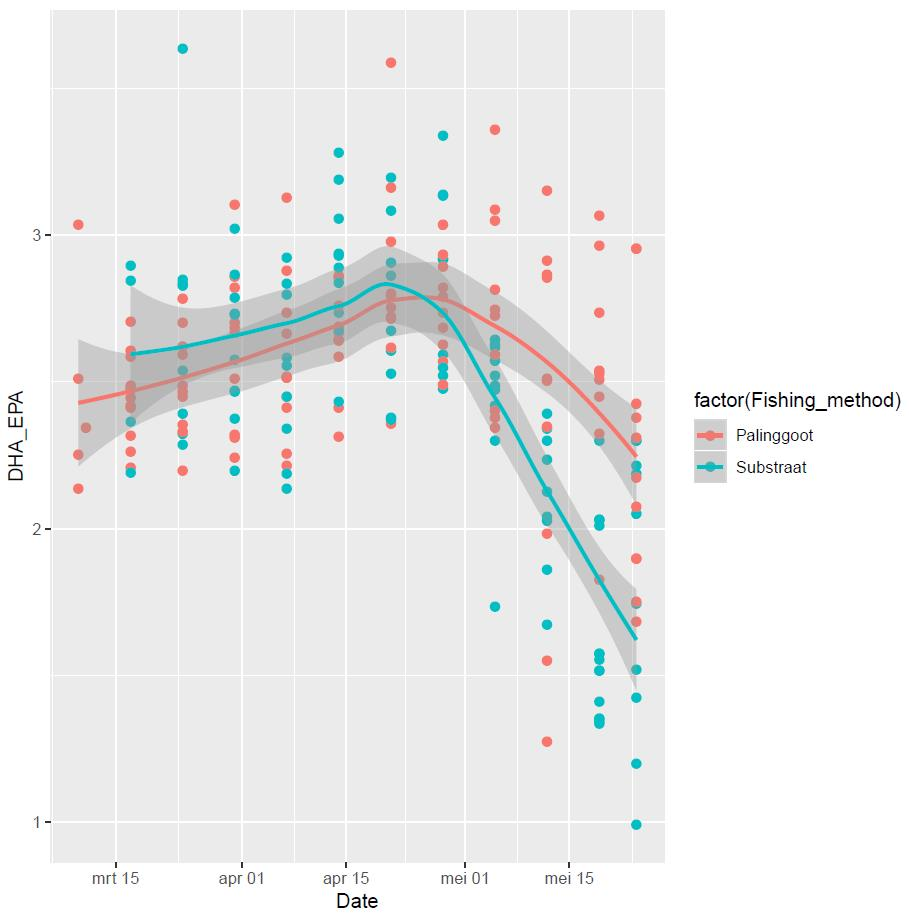 DHA_EPA
3
2
1
mrt 15
apr 01
apr 15
mei 01
mei 15
Date
factor(Fishing_method)
Palinggoot
Substraat